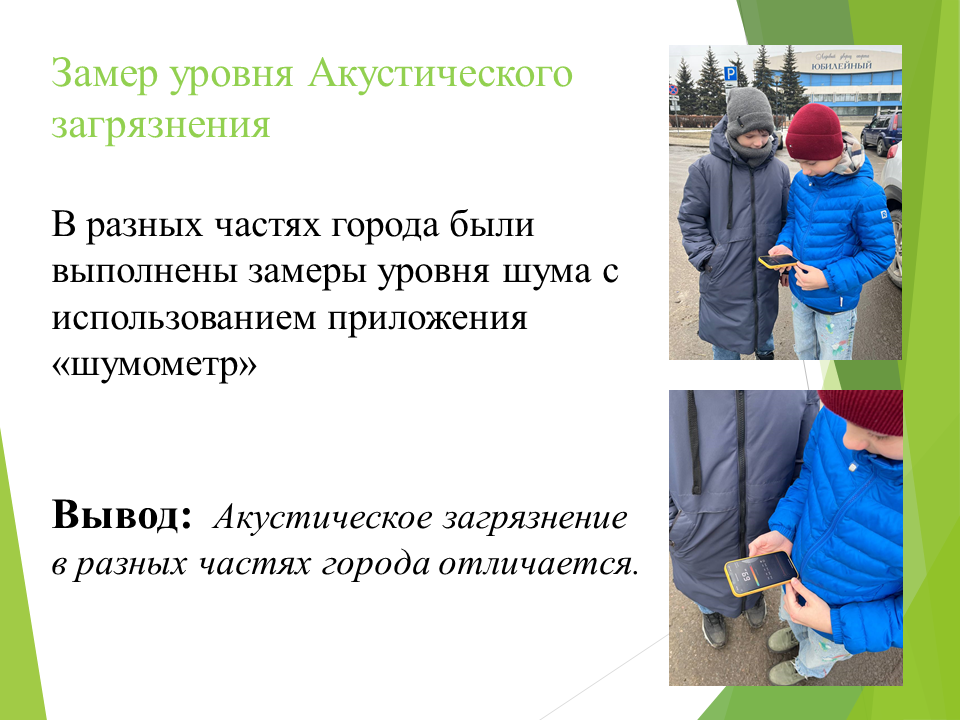 Замер уровня Акустического
загрязнения
В разных частях города были
выполнены замеры уровня шума с
использованием приложения
«шумометр»
Вывод: Акустическое загрязнение
в разных частях города отличается.
P
ЮБИЛЕЙНЫЙ